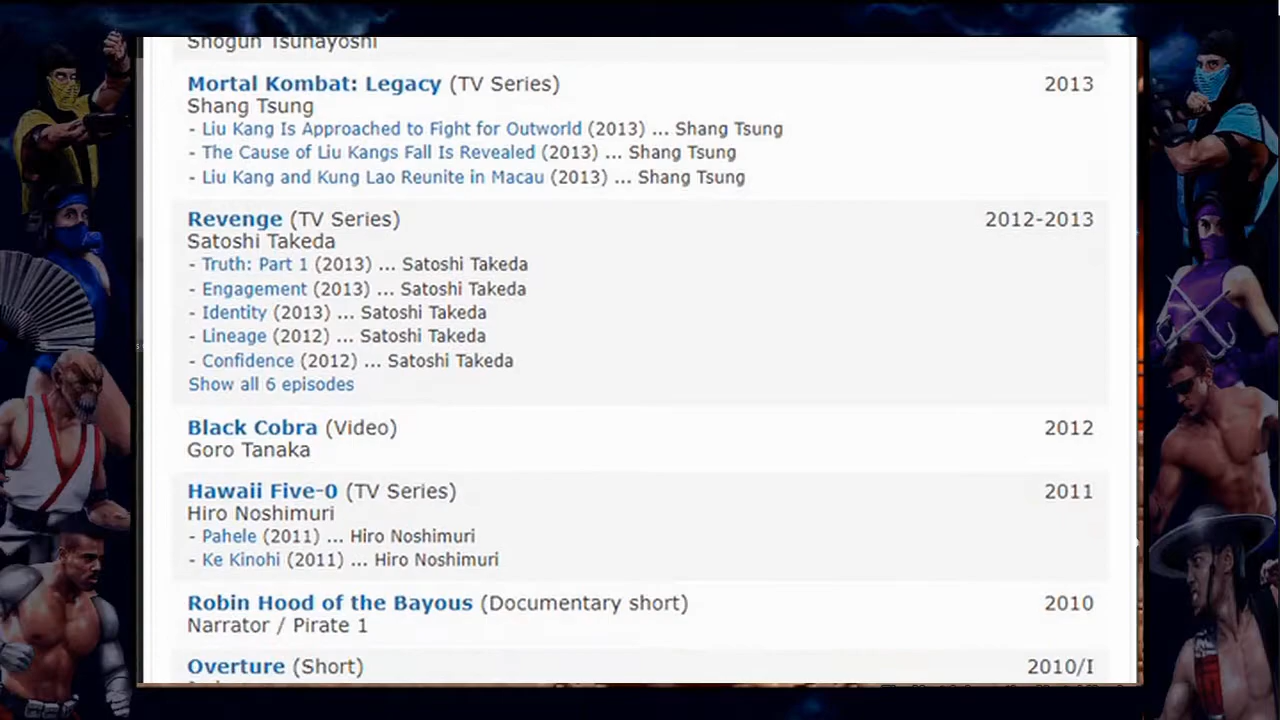 Shogun Tsunayoshi
Mortal Kombat: Legacy (TV Series) 2013
Shang Tsung
- Liu Kang Is Approached to Fight for Outworld (2013) ... Shang Tsung
- The Cause of Liu Kangs Fall Is Revealed (2013) ... Shang Tsung
- Liu Kang and Kung Lao Reunite in Macau (2013) ... Shang Tsung
Revenge (TV Series) 2012-2013
Satoshi Takeda
- Truth: Part 1 (2013) ... Satoshi Takeda
- Engagement (2013) ... Satoshi Takeda
- Identity (2013) ... Satoshi Takeda
- Lineage (2012) ... Satoshi Takeda
- Confidence (2012) ... Satoshi Takeda
Show all 6 episodes
Black Cobra (Video) 2012
Goro Tanaka
Hawaii Five-0 (TV Series) 2011
Hiro Noshimuri
- Pahele (2011) ... Hiro Noshimuri
- Ke Kinohi (2011) ... Hiro Noshimuri
Robin Hood of the Bayous (Documentary short) 2010
Narrator / Pirate 1
Overture (Short) 2010/I